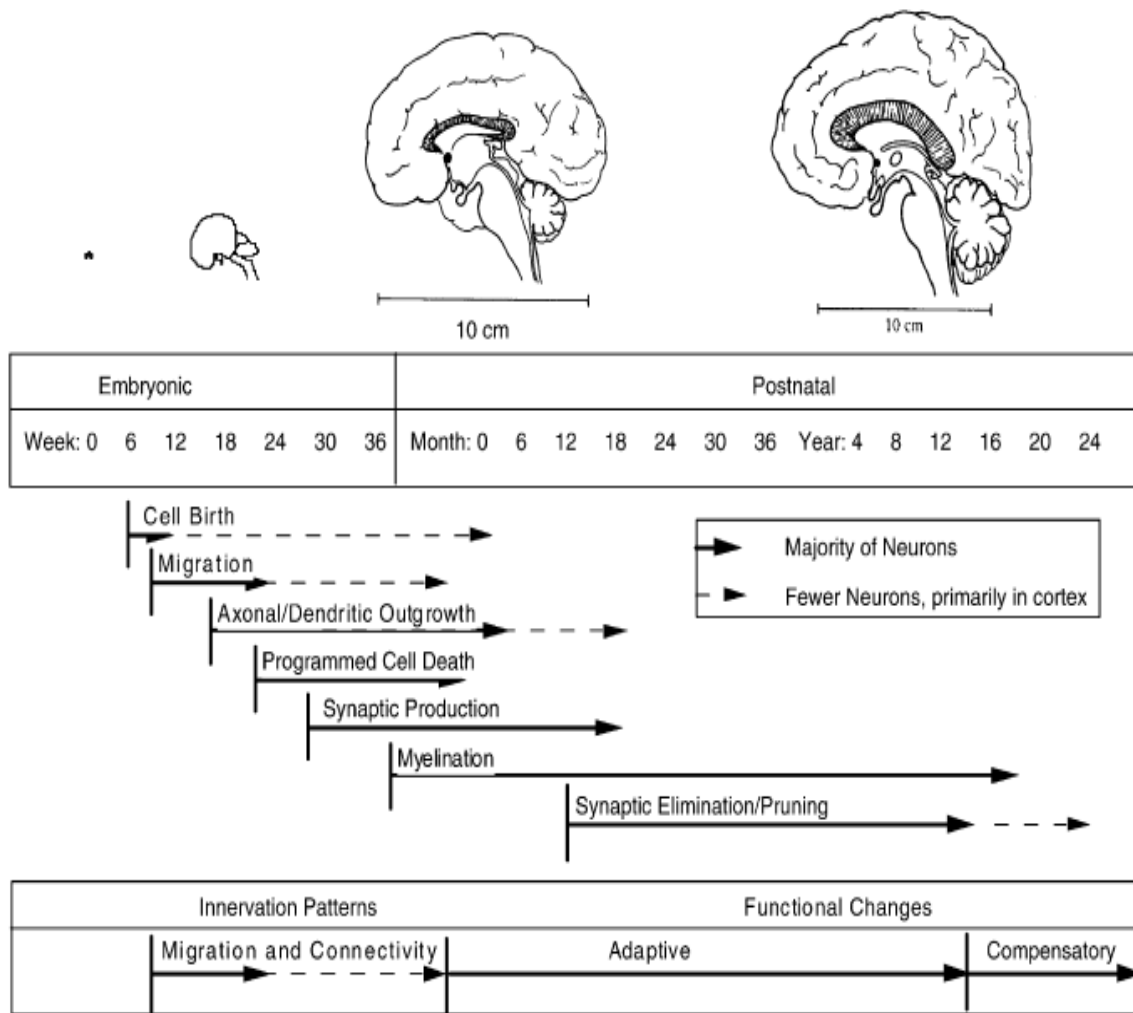 10 cm
10 cm
Embryonic Postnatal
Week: 0 6 12 18 24 30 36 Month: 0 6 12 18 24 30 36 Year: 4 8 12 16 20 24
Cell Birth
Migration
Axonal/Dendritic Outgrowth
Programmed Cell Death
Synaptic Production
Myelination
Synaptic Elimination/Pruning
Majority of Neurons
Fewer Neurons, primarily in cortex
Innervation Patterns Functional Changes
Migration and Connectivity Adaptive Compensatory